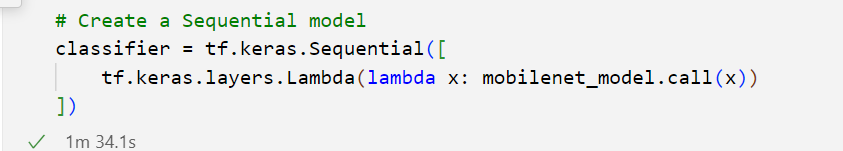 # Create a Sequential model
classifier = tf.keras.Sequential([
    tf.keras.layers.Lambda(lambda x: mobilenet_model.call(x))
])
1m 34.1s